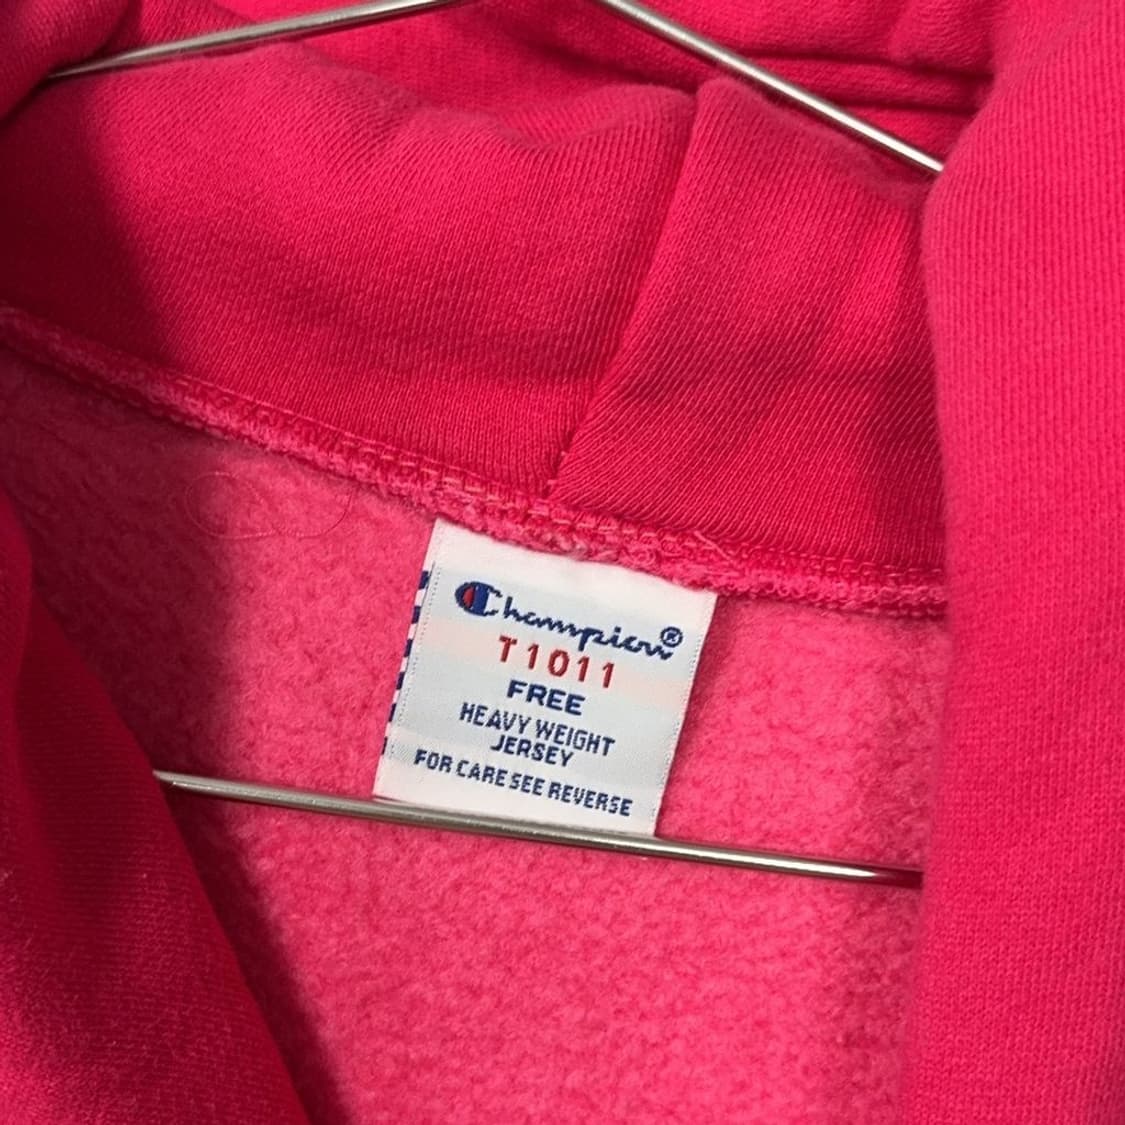 Champion®
T1011
FREE
HEAVY WEIGHT
JERSEY
FOR CARE SEE REVERSE